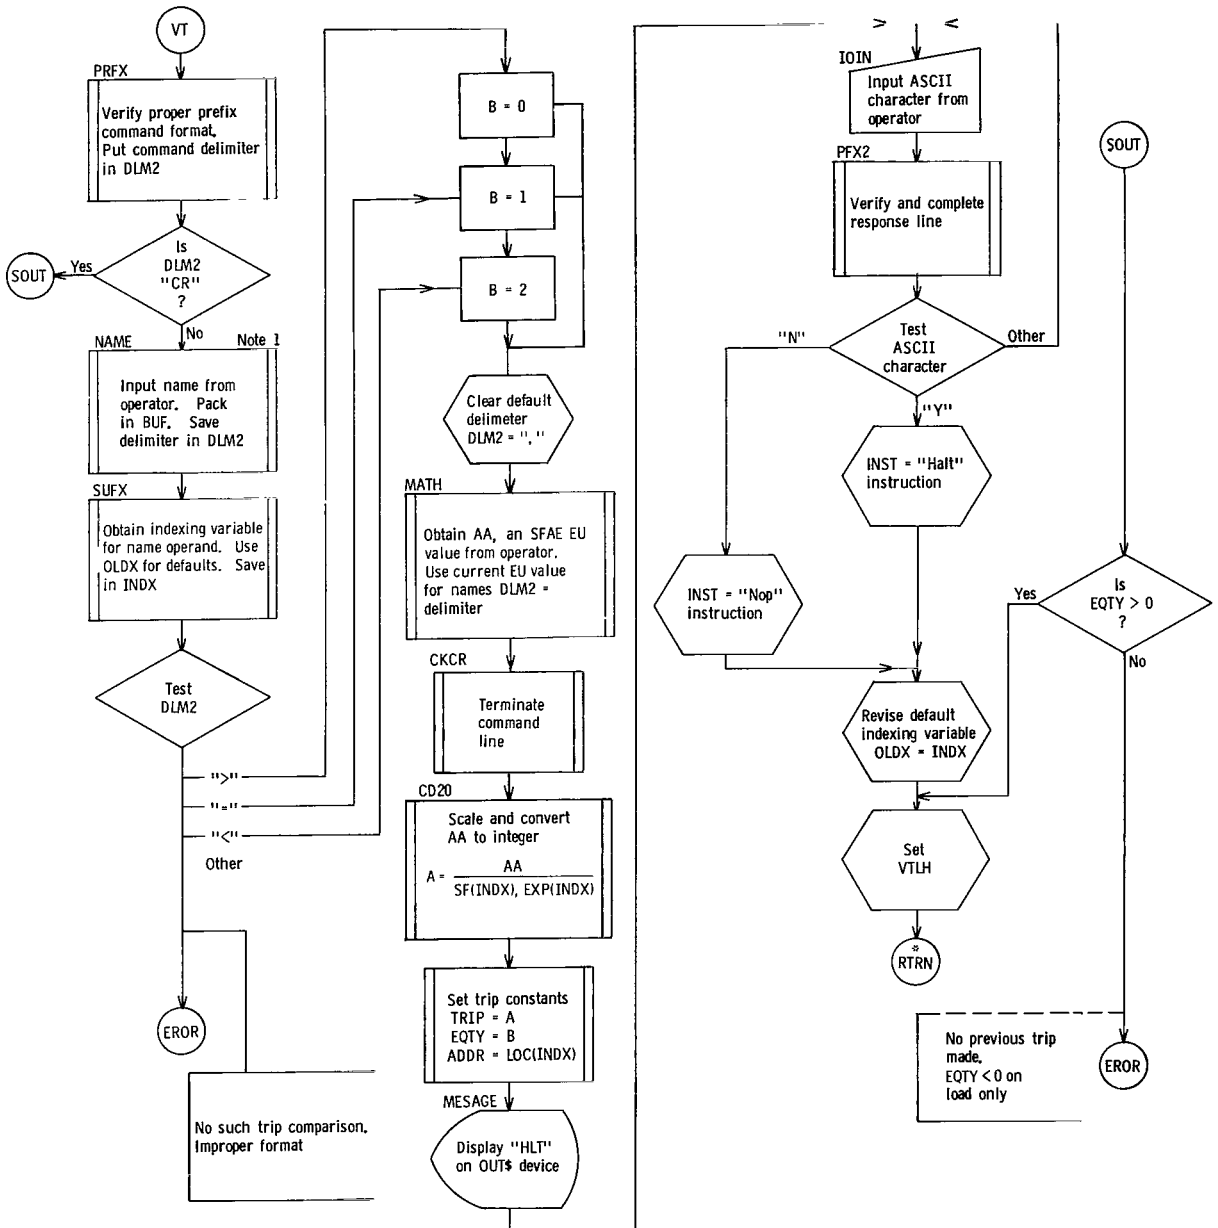 VT
PRFX
Verify proper prefix
command format.
Put command delimiter
in DLM2
Is
DLM2
"CR"
?
Yes
SOUT
No
NAME
Note 1
Input name from
operator. Pack
in BUF. Save
delimiter in DLM2
SUFX
Obtain indexing variable
for name operand. Use
OLDX for defaults. Save
in INDX
Test
DLM2
">"
"="
"<"
Other
EROR
No such trip comparison.
Improper format
B = 0
B = 1
B = 2
Clear default
delimeter
DLM2 = ","
MATH
Obtain AA, an SFAE EU
value from operator.
Use current EU value
for names DLM2 =
delimiter
CKCR
Terminate
command
line
CD20
Scale and convert
AA to integer
A = AA
SF(INDX), EXP(INDX)
Set trip constants
TRIP = A
EQTY = B
ADDR = LOC(INDX)
MESAGE
Display "HLT"
on OUT$ device
> <
IOIN
Input ASCII
character from
operator
PFX2
Verify and complete
response line
Test
ASCII
character
"N"
Other
"Y"
INST = "Halt"
instruction
INST = "Nop"
instruction
Revise default
indexing variable
OLDX = INDX
Set
VTLH
*
RTRN
SOUT
Is
EQTY > 0
?
Yes
No
No previous trip
made.
EQTY < 0 on
load only
EROR